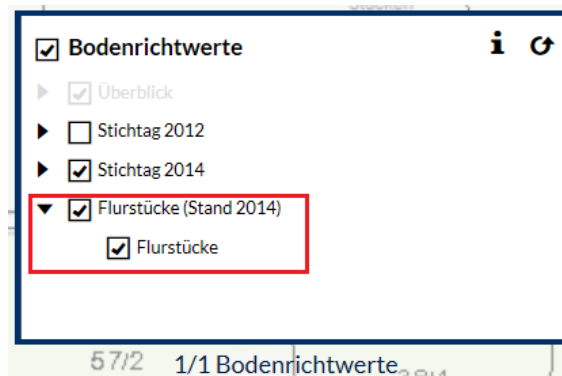 Bodenrichtwerte
Überblick
Stichtag 2012
Stichtag 2014
Flurstücke (Stand 2014)
Flurstücke
57/2
1/1 Bodenrichtwerte